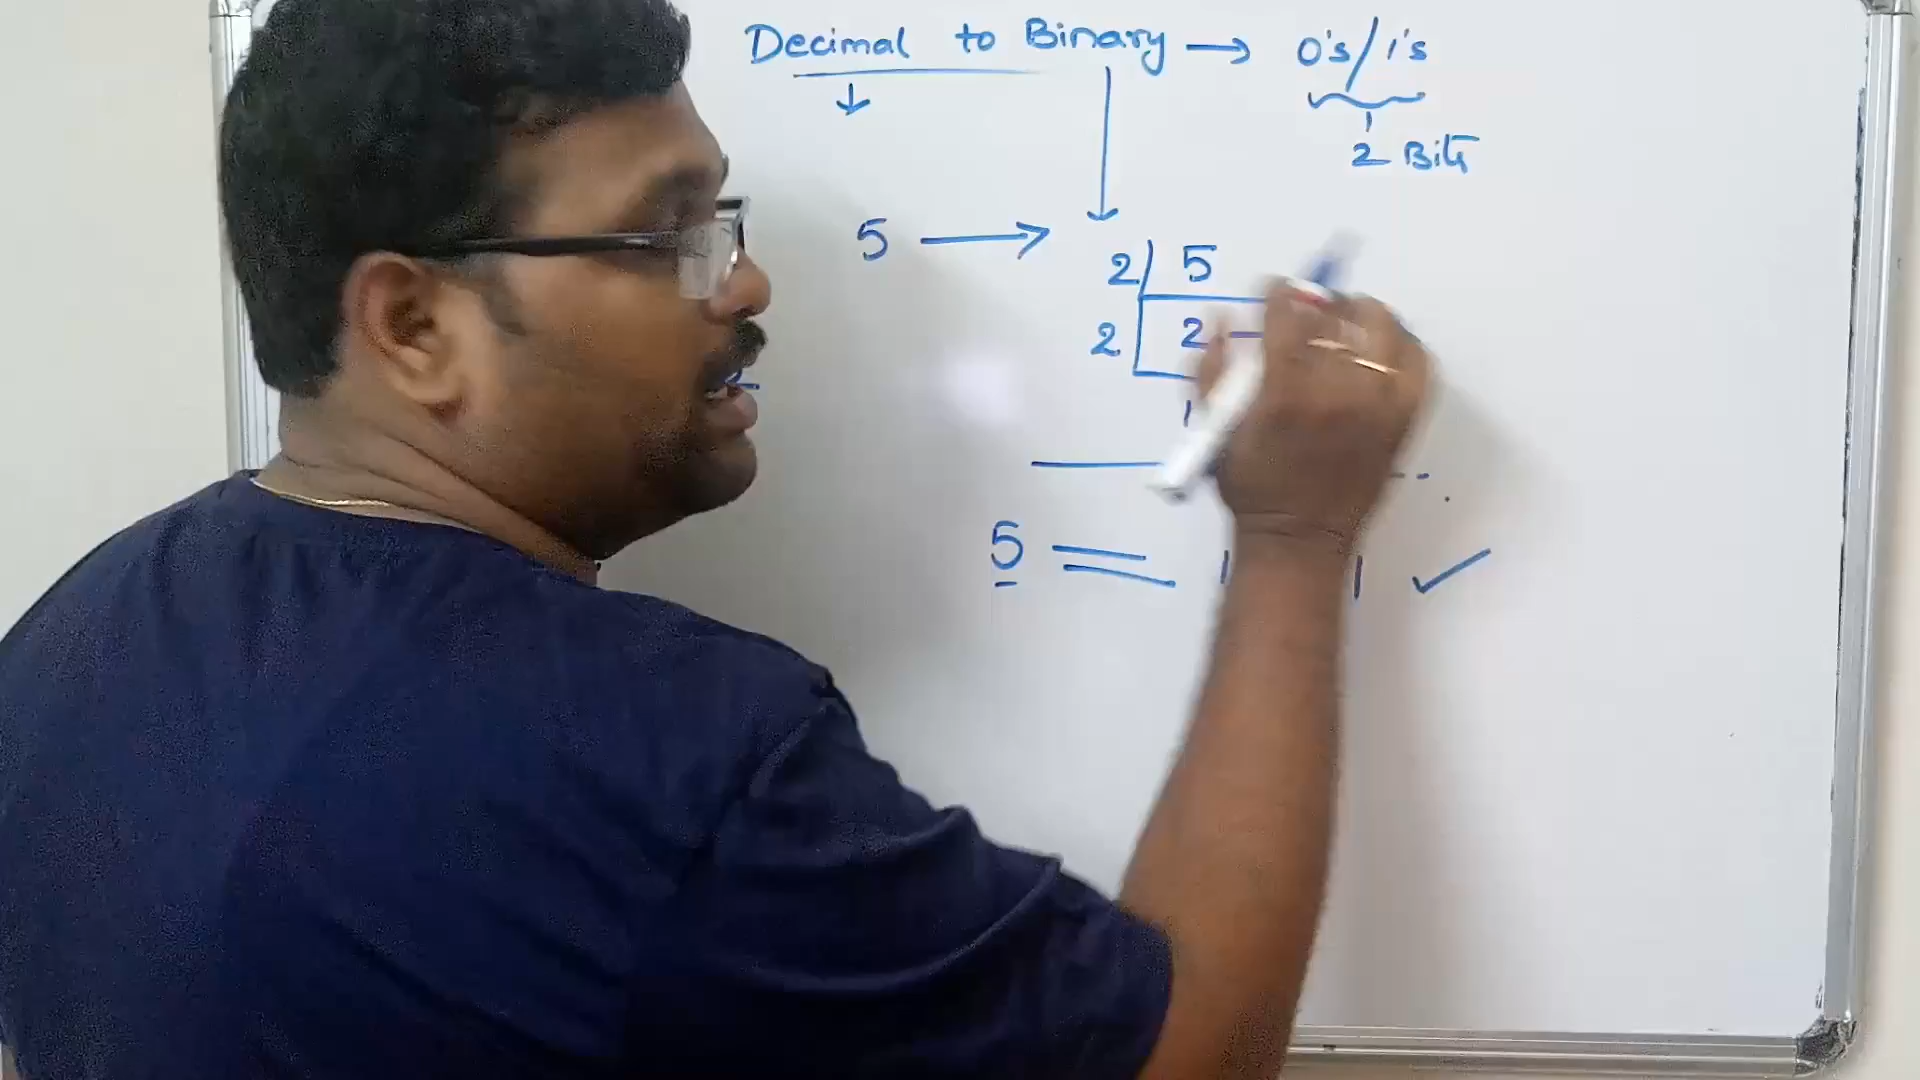 Decimal to Binary → 0's/1's
2 Bits
5 →
2 5
2 2 -
1
5 = 1 1 ✓